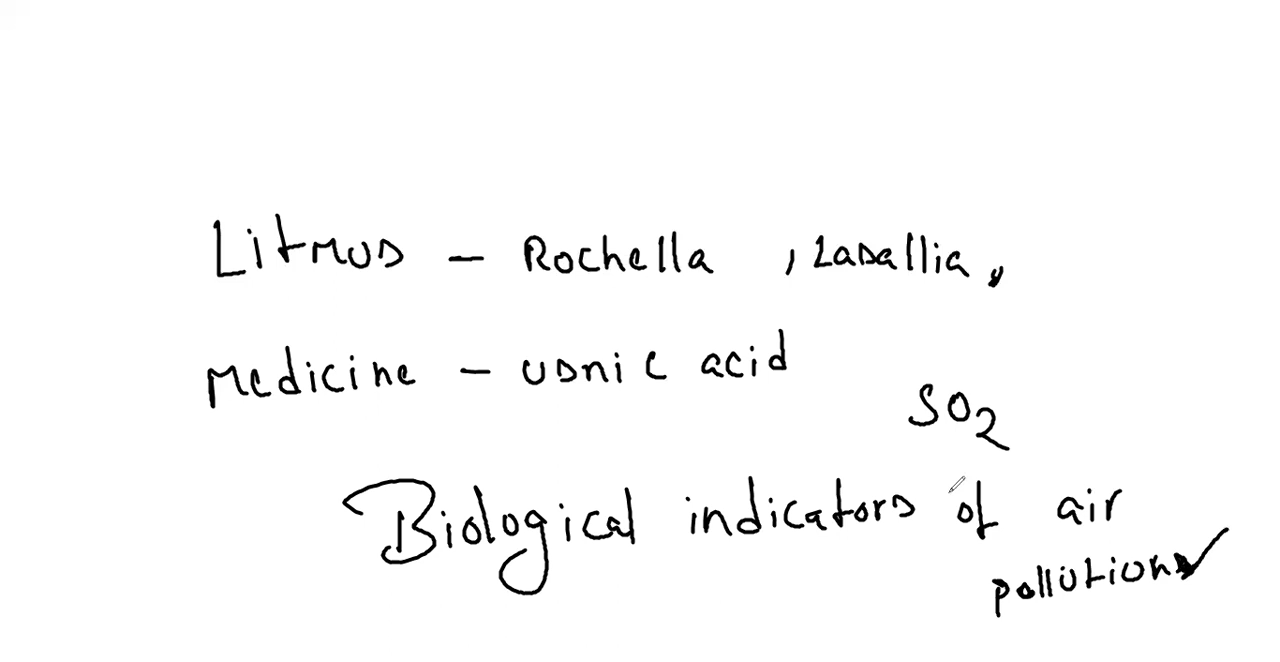 Litmus - Rochella , Lasallia,
Medicine - usnic acid
SO2
Biological indicators of air
pollution